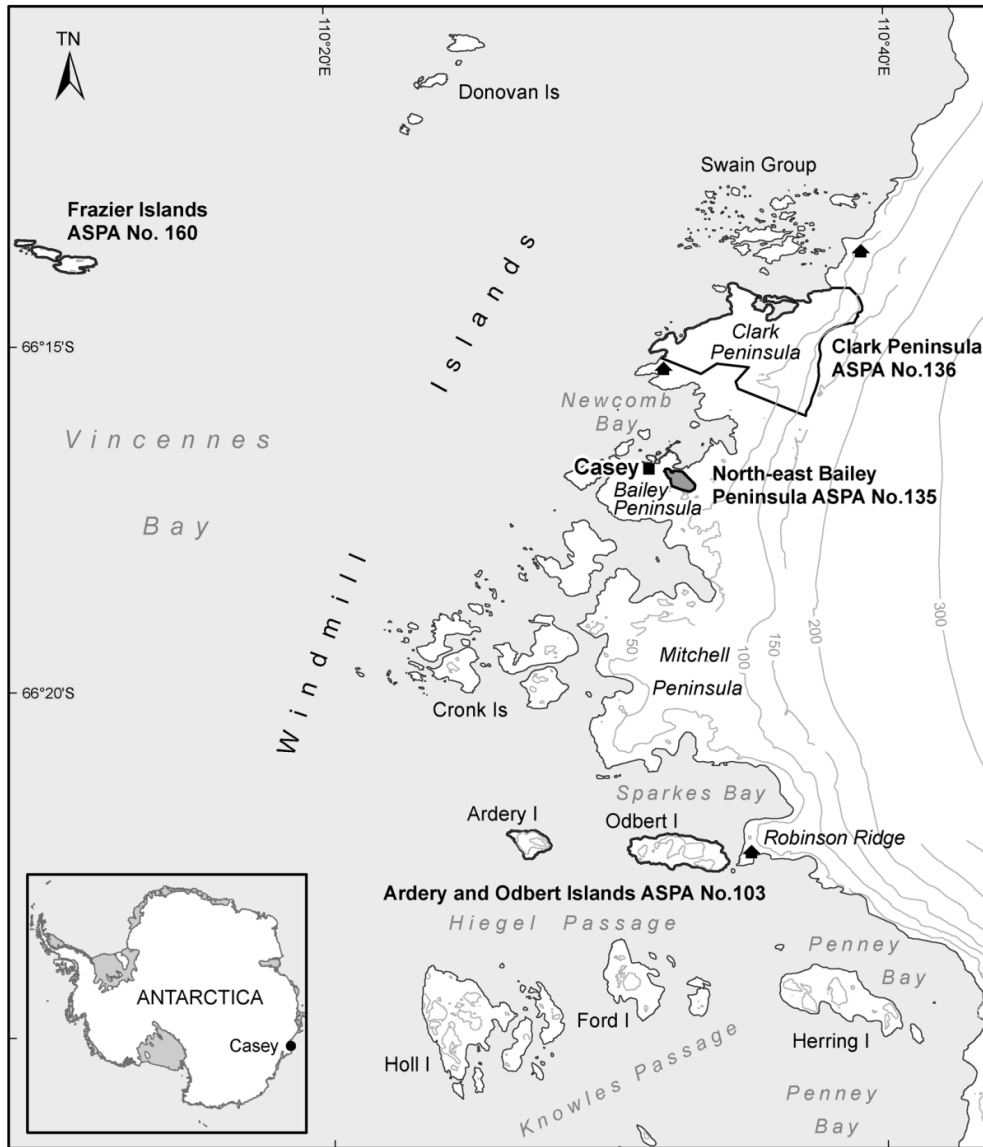 110°20'E
110°40'E
TN
Donovan Is
Swain Group
Frazier Islands
ASPA No. 160
Islands
66°15'S
Clark
Peninsula
Clark Peninsula
ASPA No.136
Newcomb
Bay
Vincennes
Bay
Casey
Bailey
Peninsula
North-east Bailey
Peninsula ASPA No.135
Windmill
50
100
150
200
300
Mitchell
Peninsula
66°20'S
Cronk Is
Sparkes Bay
Ardery I
Odbert I
Robinson Ridge
Ardery and Odbert Islands ASPA No.103
Hiegel Passage
Penney
Bay
ANTARCTICA
Casey
Holl I
Ford I
Herring I
Knowles Passage
Penney
Bay